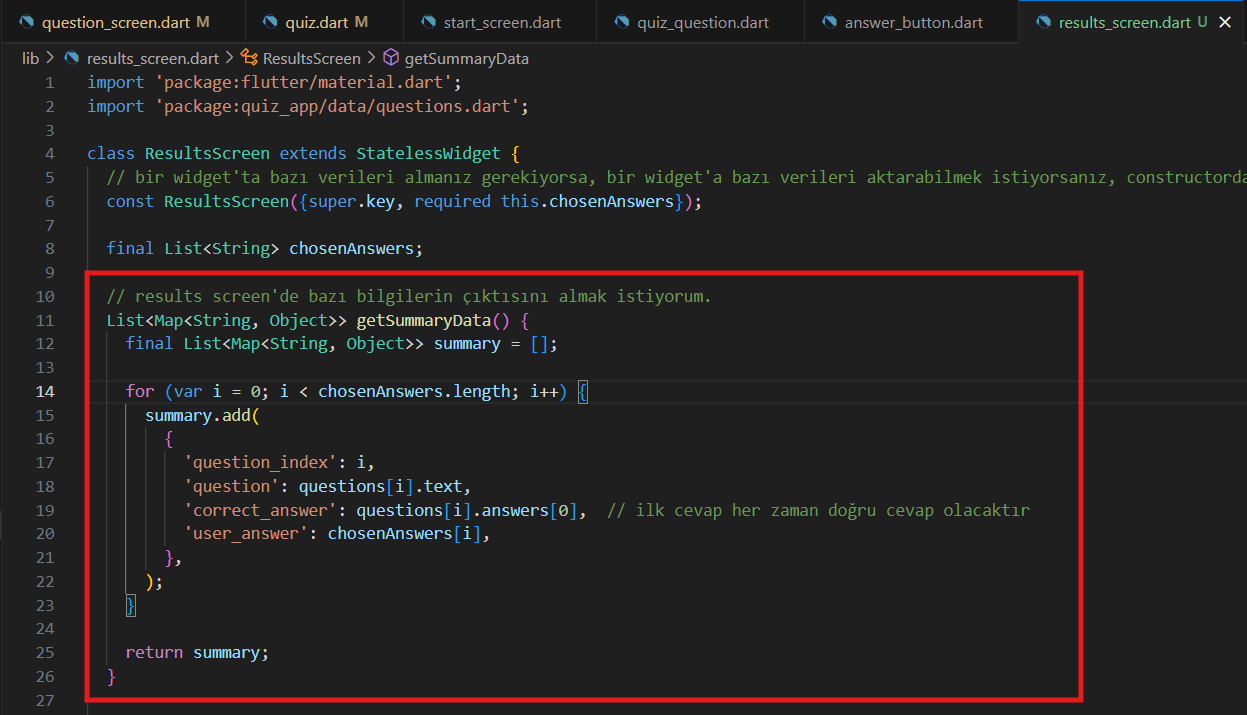 question_screen.dart M quiz.dart M start_screen.dart quiz_question.dart answer_button.dart results_screen.dart U
lib > results_screen.dart > ResultsScreen > getSummaryData
1 import 'package:flutter/material.dart';
2 import 'package:quiz_app/data/questions.dart';
3
4 class ResultsScreen extends StatelessWidget {
5 // bir widget'ta bazı verileri almanız gerekiyorsa, bir widget'a bazı verileri aktarabilmek istiyorsanız, constructorda
6 const ResultsScreen({super.key, required this.chosenAnswers});
7
8 final List<String> chosenAnswers;
9
10 // results screen'de bazı bilgilerin çıktısını almak istiyorum.
11 List<Map<String, Object>> getSummaryData() {
12 final List<Map<String, Object>> summary = [];
13
14 for (var i = 0; i < chosenAnswers.length; i++) {
15 summary.add(
16 {
17 'question_index': i,
18 'question': questions[i].text,
19 'correct_answer': questions[i].answers[0], // ilk cevap her zaman doğru cevap olacaktır
20 'user_answer': chosenAnswers[i],
21 },
22 );
23 }
24
25 return summary;
26 }
27